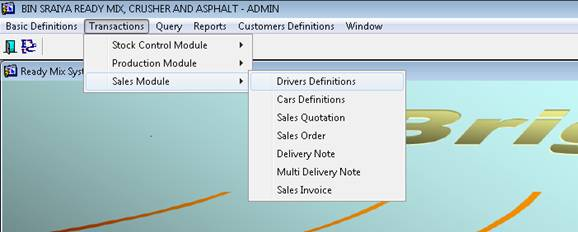 BIN SRAIYA READY MIX, CRUSHER AND ASPHALT - ADMIN
Basic Definitions Transactions Query Reports Customers Definitions Window
Stock Control Module
Production Module
Sales Module
Drivers Definitions
Cars Definitions
Sales Quotation
Sales Order
Delivery Note
Multi Delivery Note
Sales Invoice
Ready Mix Syst
Brig